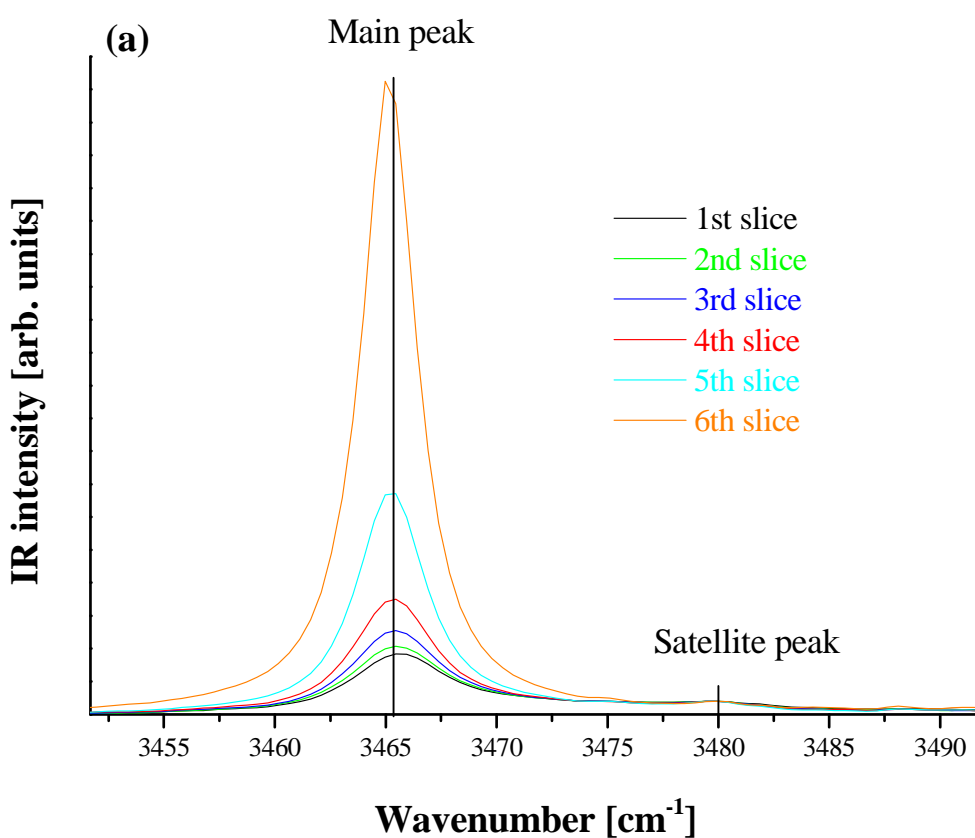 (a)
Main peak
IR intensity [arb. units]
1st slice
2nd slice
3rd slice
4th slice
5th slice
6th slice
Satellite peak
3455 3460 3465 3470 3475 3480 3485 3490
Wavenumber [cm⁻¹]